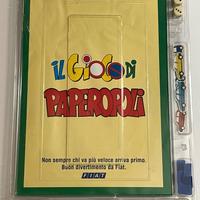 IL GIOCO DI
PAPEROPOLI
Non sempre chi va più veloce arriva primo.
Buon divertimento da Fiat.
FIAT